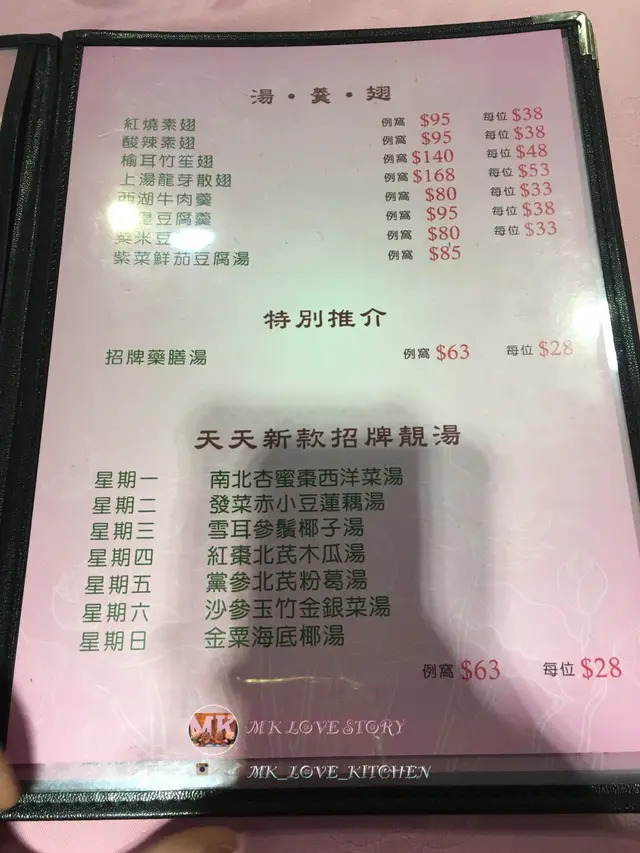 湯·羹·翅
紅燒素翅 例窩 $95 每位 $38
酸辣素翅 例窩 $95 每位 $38
榆耳竹笙翅 例窩 $140 每位 $48
上湯龍芽散翅 例窩 $168 每位 $53
西湖牛肉羹 例窩 $80 每位 $33
豆腐羹 例窩 $95 每位 $38
粟米豆 例窩 $80 每位 $33
紫菜鮮茄豆腐湯 例窩 $85
特別推介
招牌藥膳湯 例窩 $63 每位 $28
天天新款招牌靚湯
星期一 南北杏蜜棗西洋菜湯
星期二 發菜赤小豆蓮藕湯
星期三 雪耳參鬚椰子湯
星期四 紅棗北芪木瓜湯
星期五 黨參北芪粉葛湯
星期六 沙參玉竹金銀菜湯
星期日 金粟海底椰湯
例窩 $63 每位 $28
MK MK LOVE STORY
MK_LOVE_KITCHEN